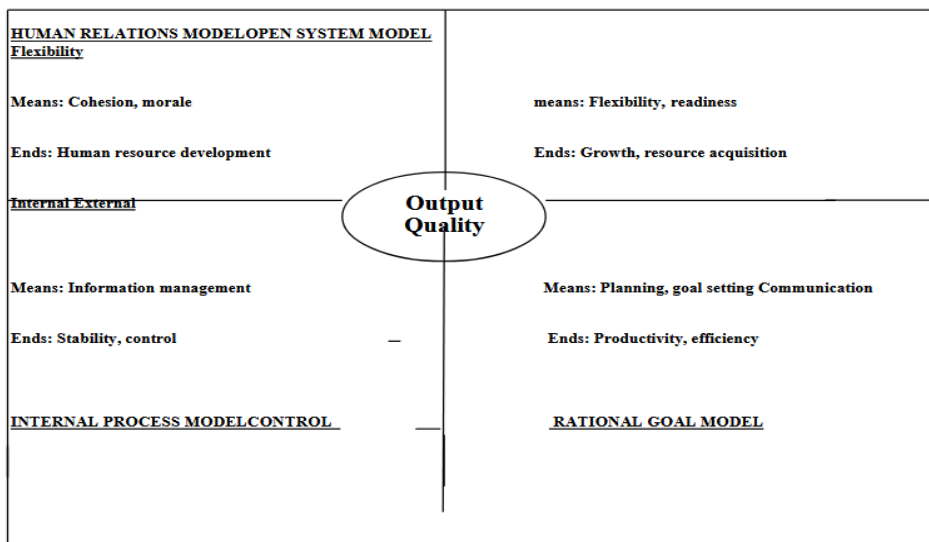 HUMAN RELATIONS MODELOPEN SYSTEM MODEL
Flexibility
Means: Cohesion, morale
means: Flexibility, readiness
Ends: Human resource development
Ends: Growth, resource acquisition
Internal External
Output
Quality
Means: Information management
Means: Planning, goal setting Communication
Ends: Stability, control
Ends: Productivity, efficiency
INTERNAL PROCESS MODELCONTROL
RATIONAL GOAL MODEL